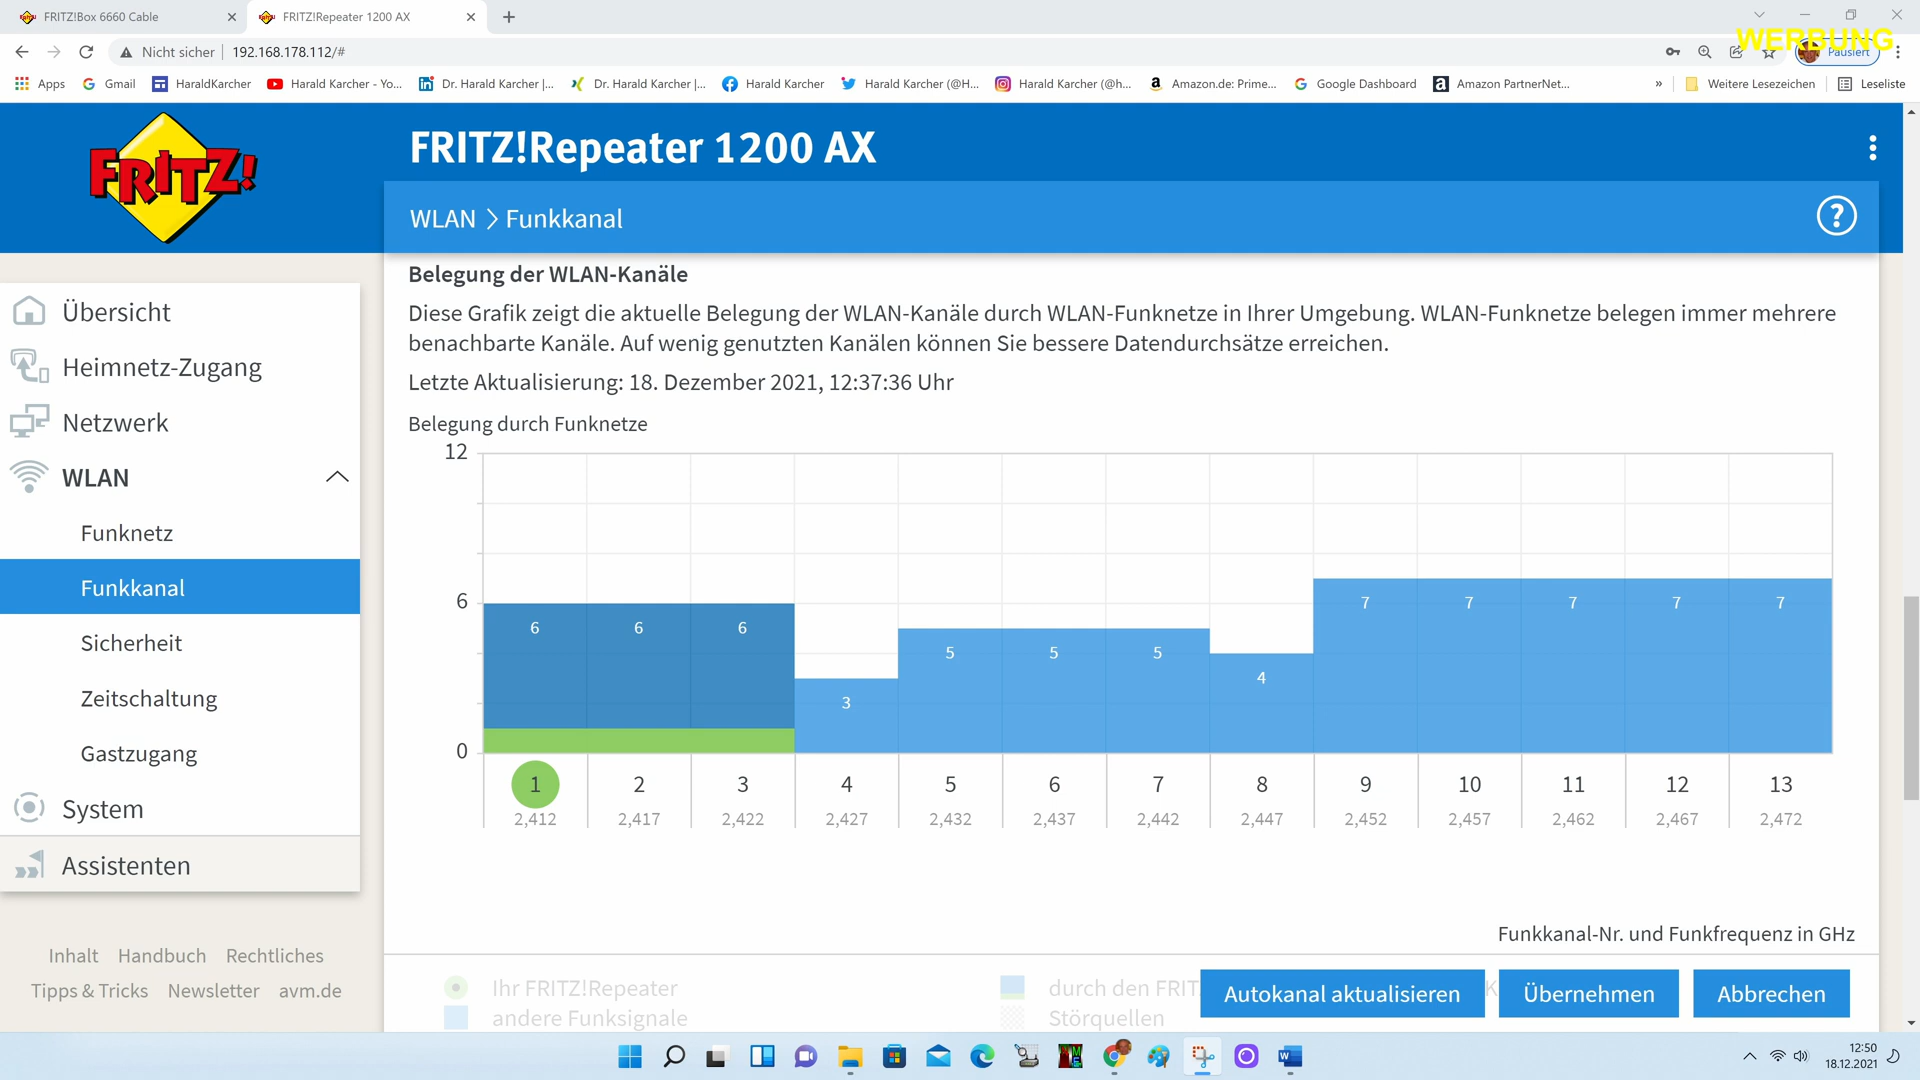 FRITZ!Box 6660 Cable
FRITZ!Repeater 1200 AX
Nicht sicher
192.168.178.112/#
WERBUNG
Pausiert
Apps
Gmail
HaraldKarcher
Harald Karcher - Yo...
Dr. Harald Karcher |...
Dr. Harald Karcher |...
Harald Karcher
Harald Karcher (@H...
Harald Karcher (@h...
Amazon.de: Prime...
Google Dashboard
Amazon PartnerNet...
»
Weitere Lesezeichen
Leseliste
FRITZ!
FRITZ!Repeater 1200 AX
WLAN > Funkkanal
?
Übersicht
Heimnetz-Zugang
Netzwerk
WLAN
Funknetz
Funkkanal
Sicherheit
Zeitschaltung
Gastzugang
System
Assistenten
Inhalt Handbuch Rechtliches
Tipps & Tricks Newsletter avm.de
Belegung der WLAN-Kanäle
Diese Grafik zeigt die aktuelle Belegung der WLAN-Kanäle durch WLAN-Funknetze in Ihrer Umgebung. WLAN-Funknetze belegen immer mehrere
benachbarte Kanäle. Auf wenig genutzten Kanälen können Sie bessere Datendurchsätze erreichen.
Letzte Aktualisierung: 18. Dezember 2021, 12:37:36 Uhr
Belegung durch Funknetze
12
6
0
6 6 6 3 5 5 5 4 7 7 7 7 7
1 2 3 4 5 6 7 8 9 10 11 12 13
2,412 2,417 2,422 2,427 2,432 2,437 2,442 2,447 2,452 2,457 2,462 2,467 2,472
Funkkanal-Nr. und Funkfrequenz in GHz
Ihr FRITZ!Repeater
durch den FRIT
andere Funksignale
Störquellen
Autokanal aktualisieren
Übernehmen
Abbrechen
12:50
18.12.2021